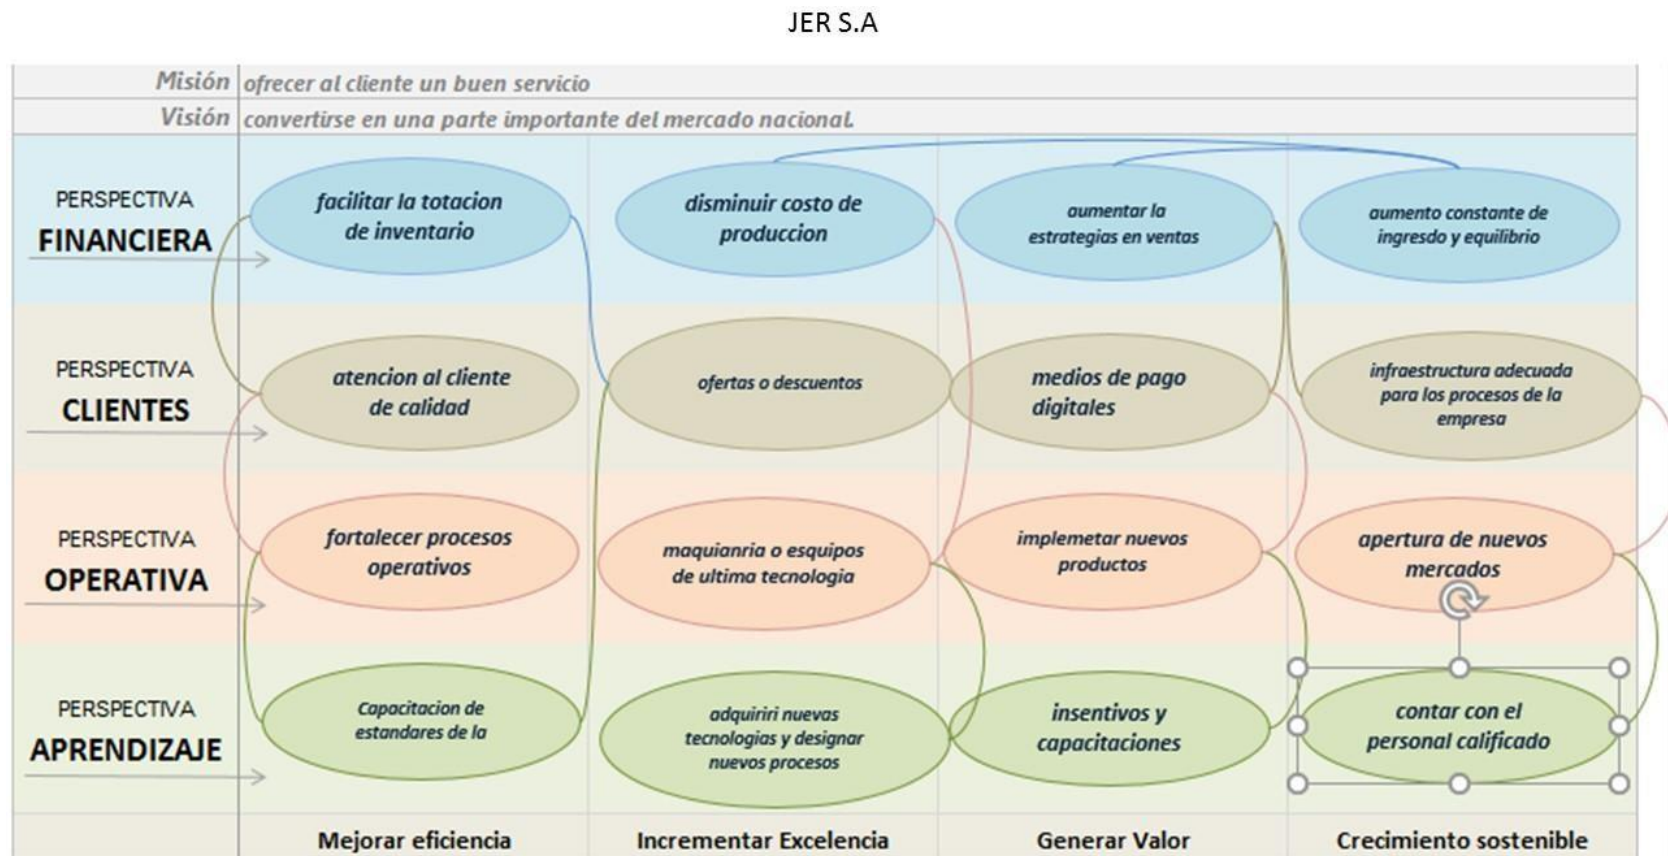 JER S.A
Misión ofrecer al cliente un buen servicio
Visión convertirse en una parte importante del mercado nacional.
PERSPECTIVA
FINANCIERA
facilitar la totacion
de inventario
disminuir costo de
produccion
aumentar la
estrategias en ventas
aumento constante de
ingresdo y equilibrio
PERSPECTIVA
CLIENTES
atencion al cliente
de calidad
ofertas o descuentos
medios de pago
digitales
infraestructura adecuada
para los procesos de la
empresa
PERSPECTIVA
OPERATIVA
fortalecer procesos
operativos
maquianria o esquipos
de ultima tecnologia
implemetar nuevos
productos
apertura de nuevos
mercados
PERSPECTIVA
APRENDIZAJE
Capacitacion de
estandares de la
adquiriri nuevas
tecnologias y designar
nuevos procesos
insentivos y
capacitaciones
contar con el
personal calificado
Mejorar eficiencia
Incrementar Excelencia
Generar Valor
Crecimiento sostenible